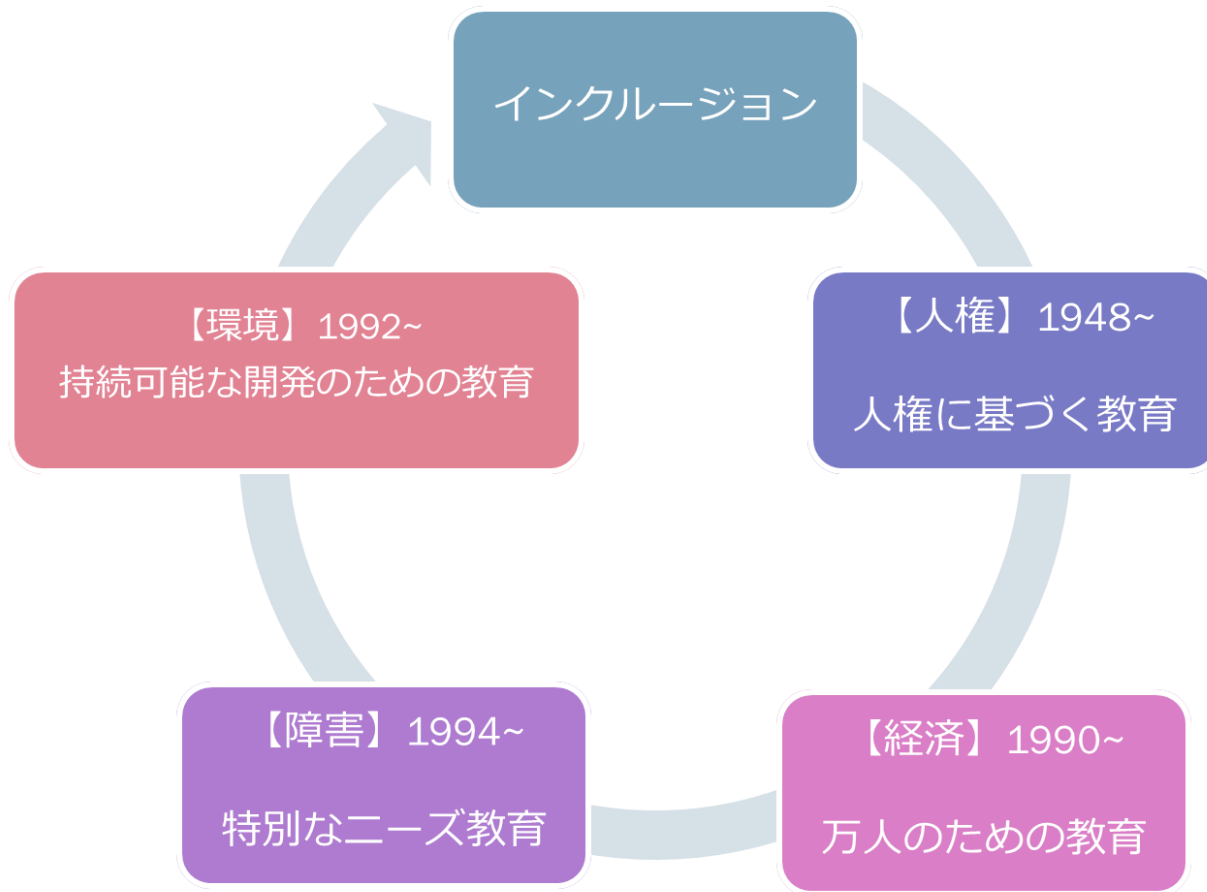 インクルージョン
【人権】1948~
人権に基づく教育
【経済】1990~
万人のための教育
【障害】1994~
特別なニーズ教育
【環境】1992~
持続可能な開発のための教育